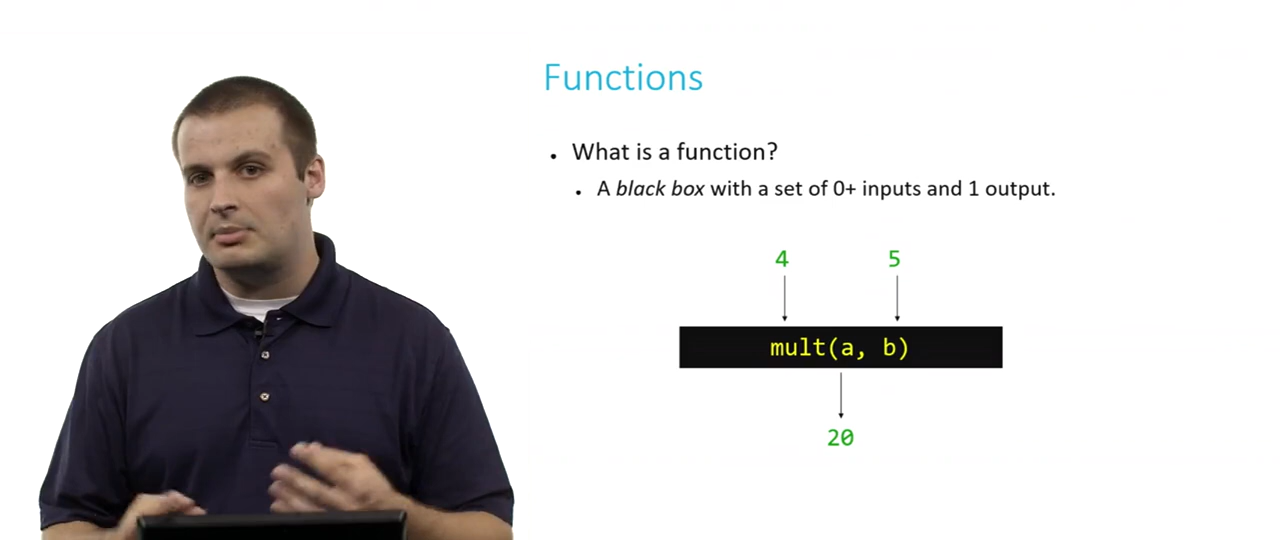 Functions
• What is a function?
• A black box with a set of 0+ inputs and 1 output.
4 5
mult(a, b)
20